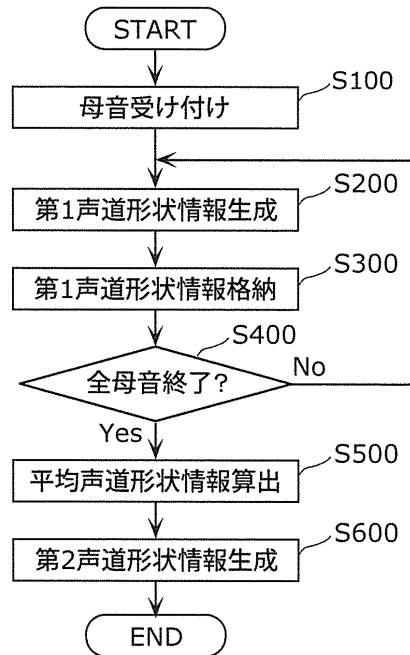 START
母音受け付け
S100
第1声道形状情報生成
S200
第1声道形状情報格納
S300
全母音終了?
S400
No
Yes
平均声道形状情報算出
S500
第2声道形状情報生成
S600
END